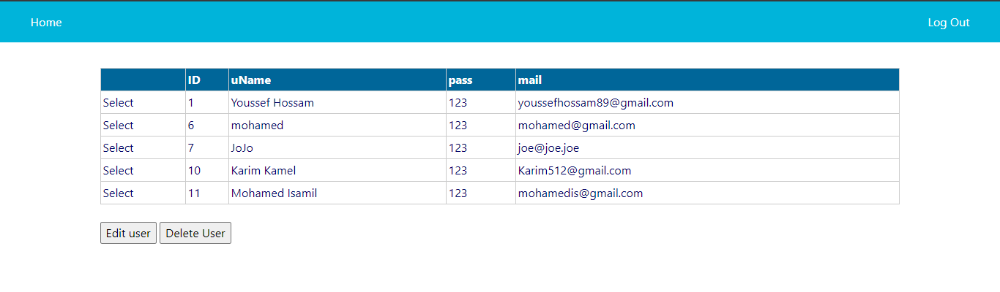 Home Log Out
ID uName pass mail
Select 1 Youssef Hossam 123 youssefhossam89@gmail.com
Select 6 mohamed 123 mohamed@gmail.com
Select 7 JoJo 123 joe@joe.joe
Select 10 Karim Kamel 123 Karim512@gmail.com
Select 11 Mohamed Isamil 123 mohamedis@gmail.com
Edit user Delete User